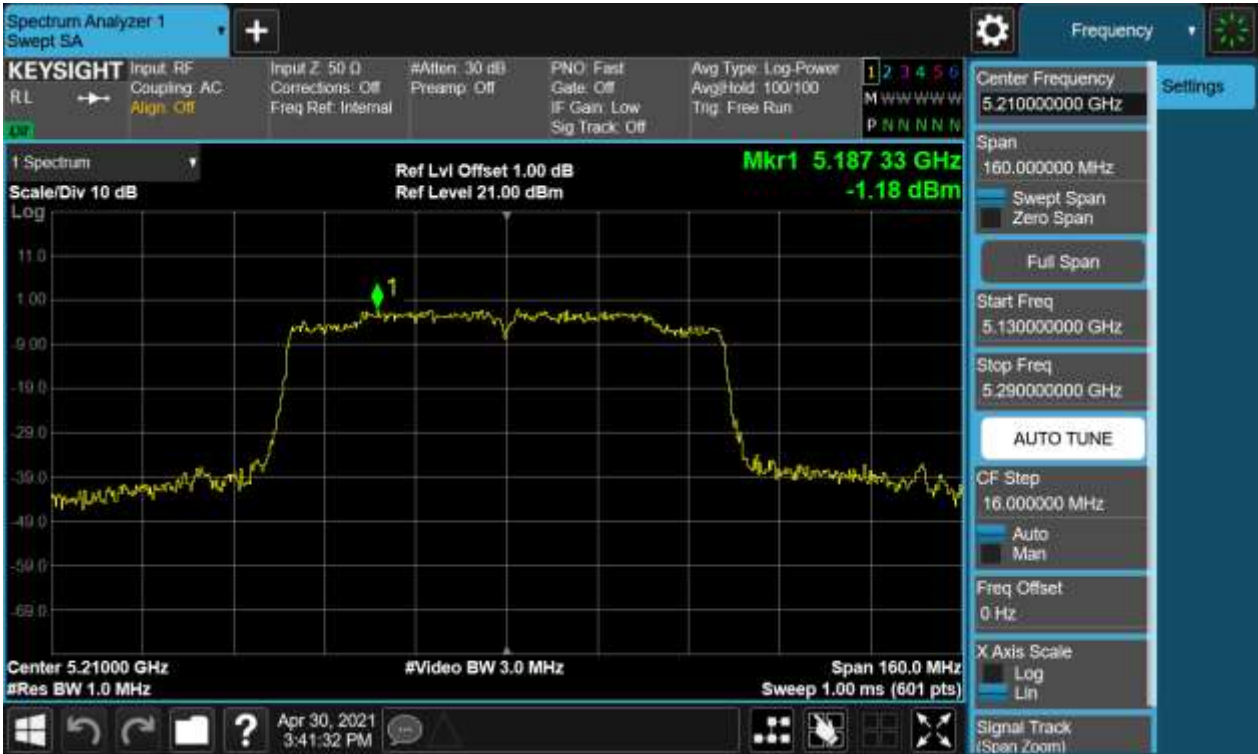 Spectrum Analyzer 1
Swept SA
+
Frequency
KEYSIGHT
RL
Input: RF
Coupling: AC
Align: Off
Input Z: 50 Ω
Corrections: Off
Freq Ref: Internal
#Atten: 30 dB
Preamp: Off
PNO: Fast
Gate: Off
IF Gain: Low
Sig Track: Off
Avg Type: Log-Power
Avg|Hold: 100/100
Trig: Free Run
1 2 3 4 5 6
M W W W W W
P N N N N N
Center Frequency
5.210000000 GHz
Settings
Span
160.000000 MHz
Swept Span
Zero Span
Full Span
Start Freq
5.130000000 GHz
Stop Freq
5.290000000 GHz
AUTO TUNE
CF Step
16.000000 MHz
Auto
Man
Freq Offset
0 Hz
X Axis Scale
Log
Lin
Signal Track
(Span Zoom)
1 Spectrum
Scale/Div 10 dB
Ref Lvl Offset 1.00 dB
Ref Level 21.00 dBm
Mkr1 5.187 33 GHz
-1.18 dBm
Log
11.0
1.00
-9.00
-19.0
-29.0
-39.0
-49.0
-59.0
-69.0
1
Center 5.21000 GHz
#Res BW 1.0 MHz
#Video BW 3.0 MHz
Span 160.0 MHz
Sweep 1.00 ms (601 pts)
?
Apr 30, 2021
3:41:32 PM